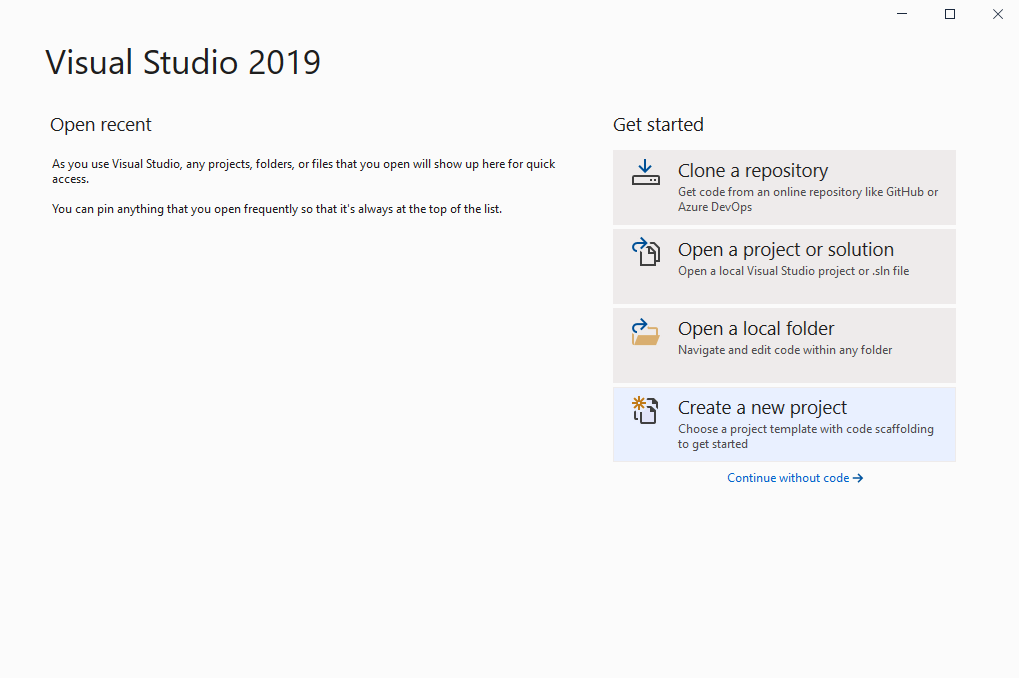 Visual Studio 2019
Open recent
As you use Visual Studio, any projects, folders, or files that you open will show up here for quick
access.
You can pin anything that you open frequently so that it's always at the top of the list.
Get started
Clone a repository
Get code from an online repository like GitHub or
Azure DevOps
Open a project or solution
Open a local Visual Studio project or .sln file
Open a local folder
Navigate and edit code within any folder
Create a new project
Choose a project template with code scaffolding
to get started
Continue without code →